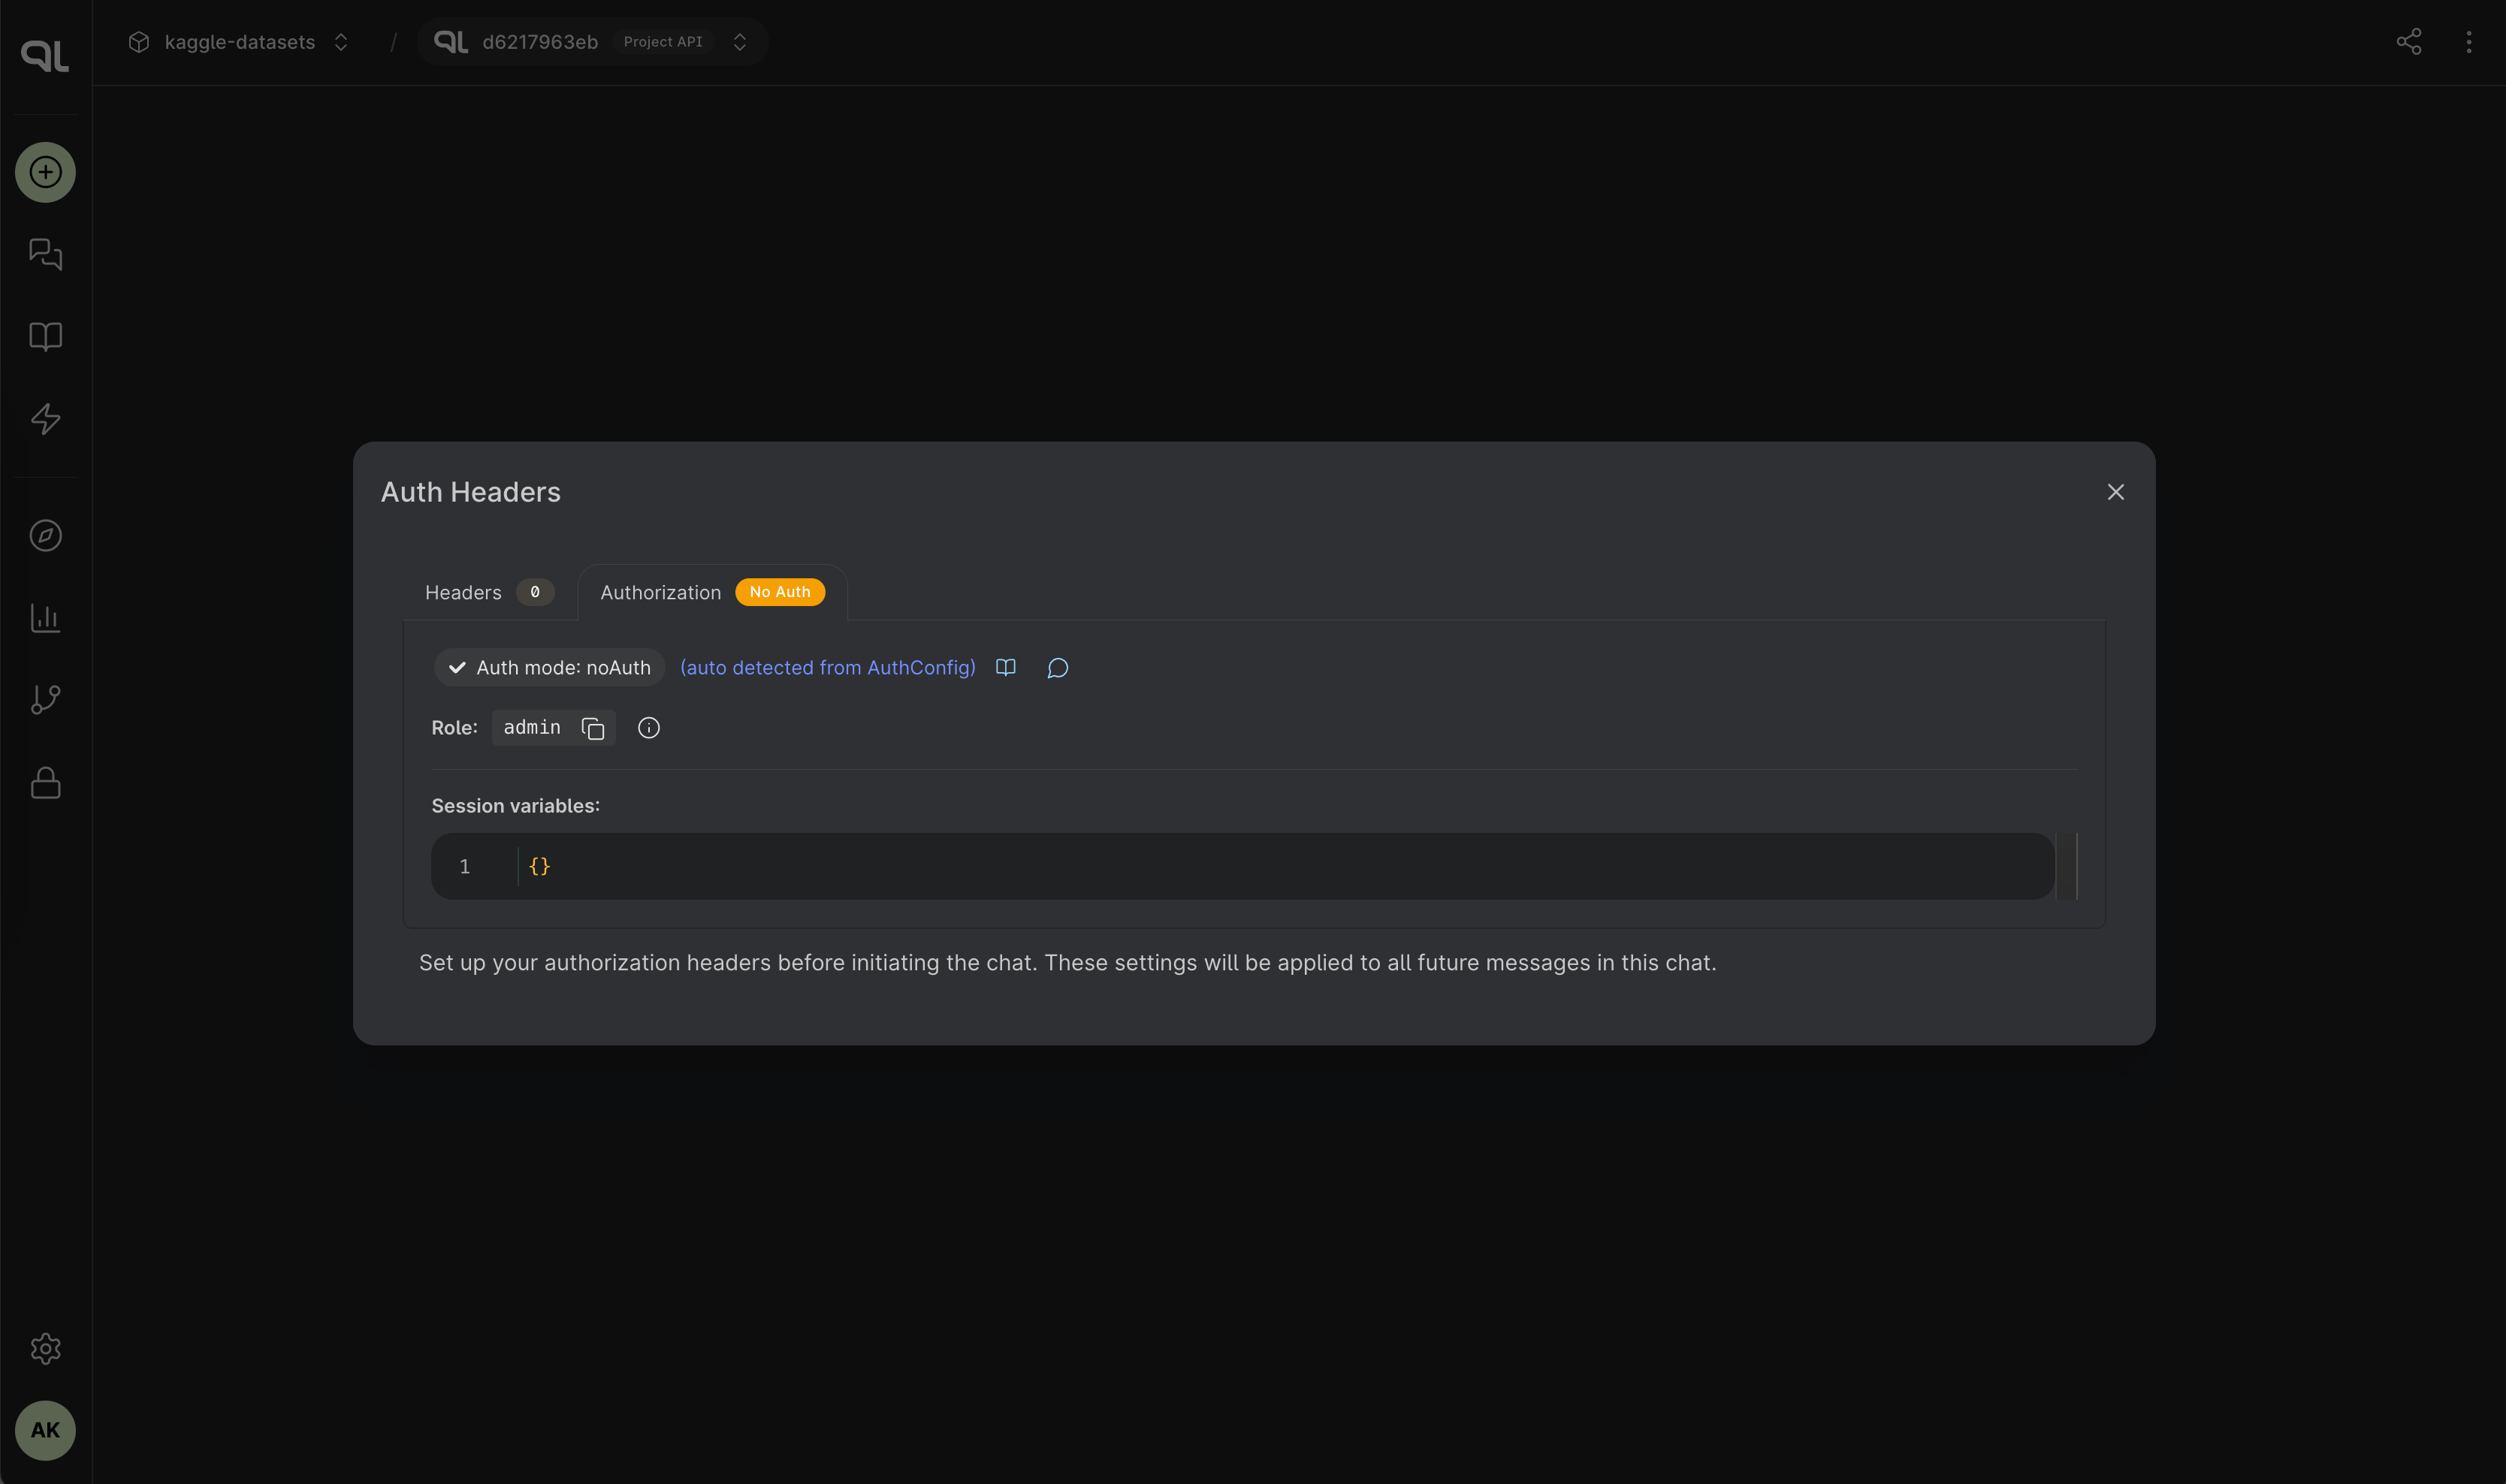 QL
kaggle-datasets / QL d6217963eb Project API
Auth Headers
Headers 0 Authorization No Auth
Auth mode: noAuth (auto detected from AuthConfig)
Role: admin
Session variables:
1 {}
Set up your authorization headers before initiating the chat. These settings will be applied to all future messages in this chat.
AK